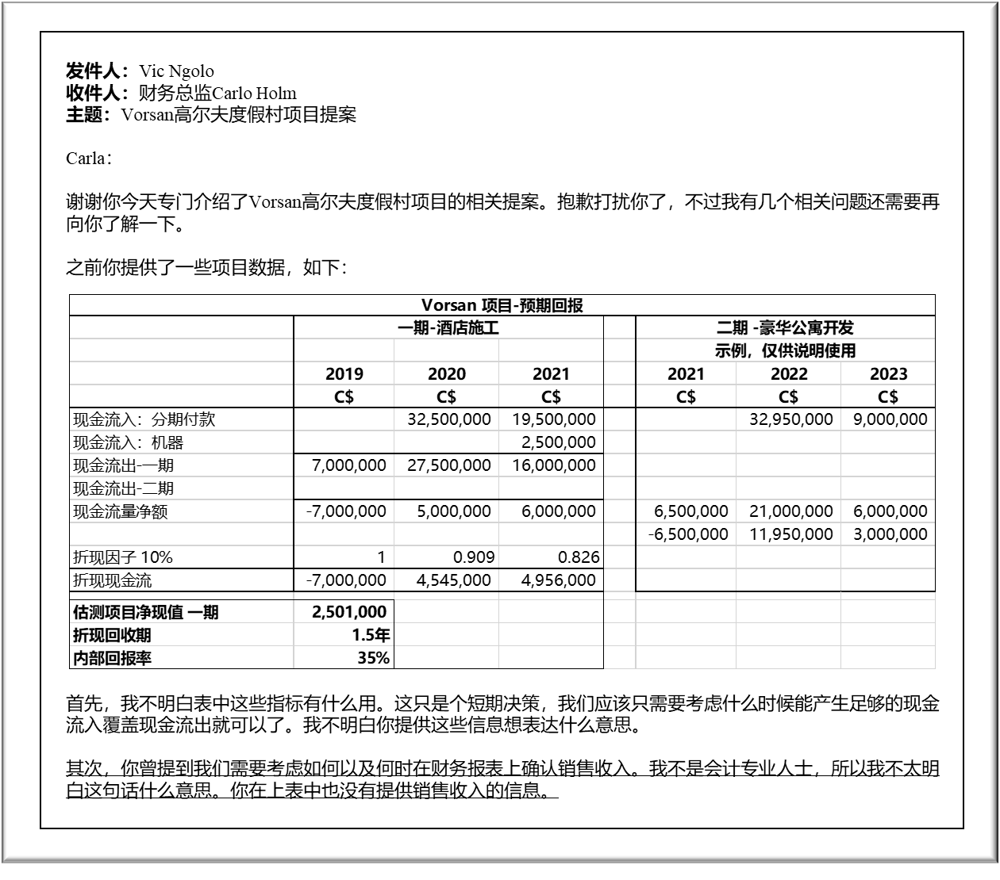 发件人：Vic Ngolo
收件人：财务总监Carlo Holm
主题：Vorsan高尔夫度假村项目提案
Carla：
谢谢你今天专门介绍了Vorsan高尔夫度假村项目的相关提案。抱歉打扰你了，不过我有几个相关问题还需要再
向你了解一下。
之前你提供了一些项目数据，如下：
Vorsan 项目-预期回报
一期-酒店施工 二期 -豪华公寓开发
示例，仅供说明使用
2019 2020 2021 2021 2022 2023
C$ C$ C$ C$ C$ C$
现金流入：分期付款 32,500,000 19,500,000 32,950,000 9,000,000
现金流入：机器 2,500,000
现金流出-一期 7,000,000 27,500,000 16,000,000
现金流出-二期
现金流量净额 -7,000,000 5,000,000 6,000,000 6,500,000 21,000,000 6,000,000
-6,500,000 11,950,000 3,000,000
折现因子 10% 1 0.909 0.826
折现现金流 -7,000,000 4,545,000 4,956,000
估测项目净现值 一期 2,501,000
折现回收期 1.5年
内部回报率 35%
首先，我不明白表中这些指标有什么用。这只是个短期决策，我们应该只需要考虑什么时候能产生足够的现金
流入覆盖现金流出就可以了。我不明白你提供这些信息想表达什么意思。
其次，你曾提到我们需要考虑如何以及何时在财务报表上确认销售收入。我不是会计专业人士，所以我不太明
白这句话什么意思。你在上表中也没有提供销售收入的信息。